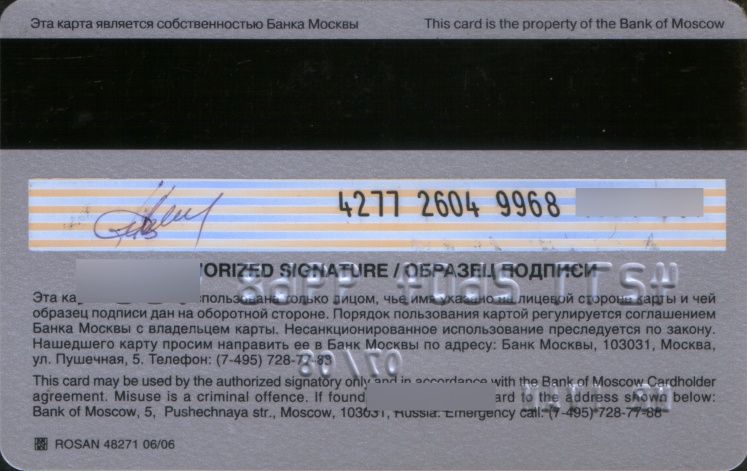 Эта карта является собственностью Банка Москвы This card is the property of the Bank of Moscow
4277 2604 9968
SIGNATURE / ОБРАЗЕЦ ПОДПИСИ
Эта только лицом, чьё имя указано на лицевой стороне карты и чей
образец подписи дан на оборотной стороне. Порядок пользования картой регулируется соглашением
Банка Москвы с владельцем карты. Несанкционированное использование преследуется по закону.
Нашедшего карту просим направить ее в Банк Москвы по адресу: Банк Москвы, 103031, Москва,
ул. Пушечная, 5. Телефон: (7-495) 728-77-88
This card may be used by the authorized signatory only and in accordance with the Bank of Moscow Cardholder
agreement. Misuse is a criminal offence. If found to the address shown below:
Bank of Moscow, 5, Pushechnaya str., Moscow, 103031, Russia. Emergency call: (7-495) 728-77-88
ROSAN 48271 06/06